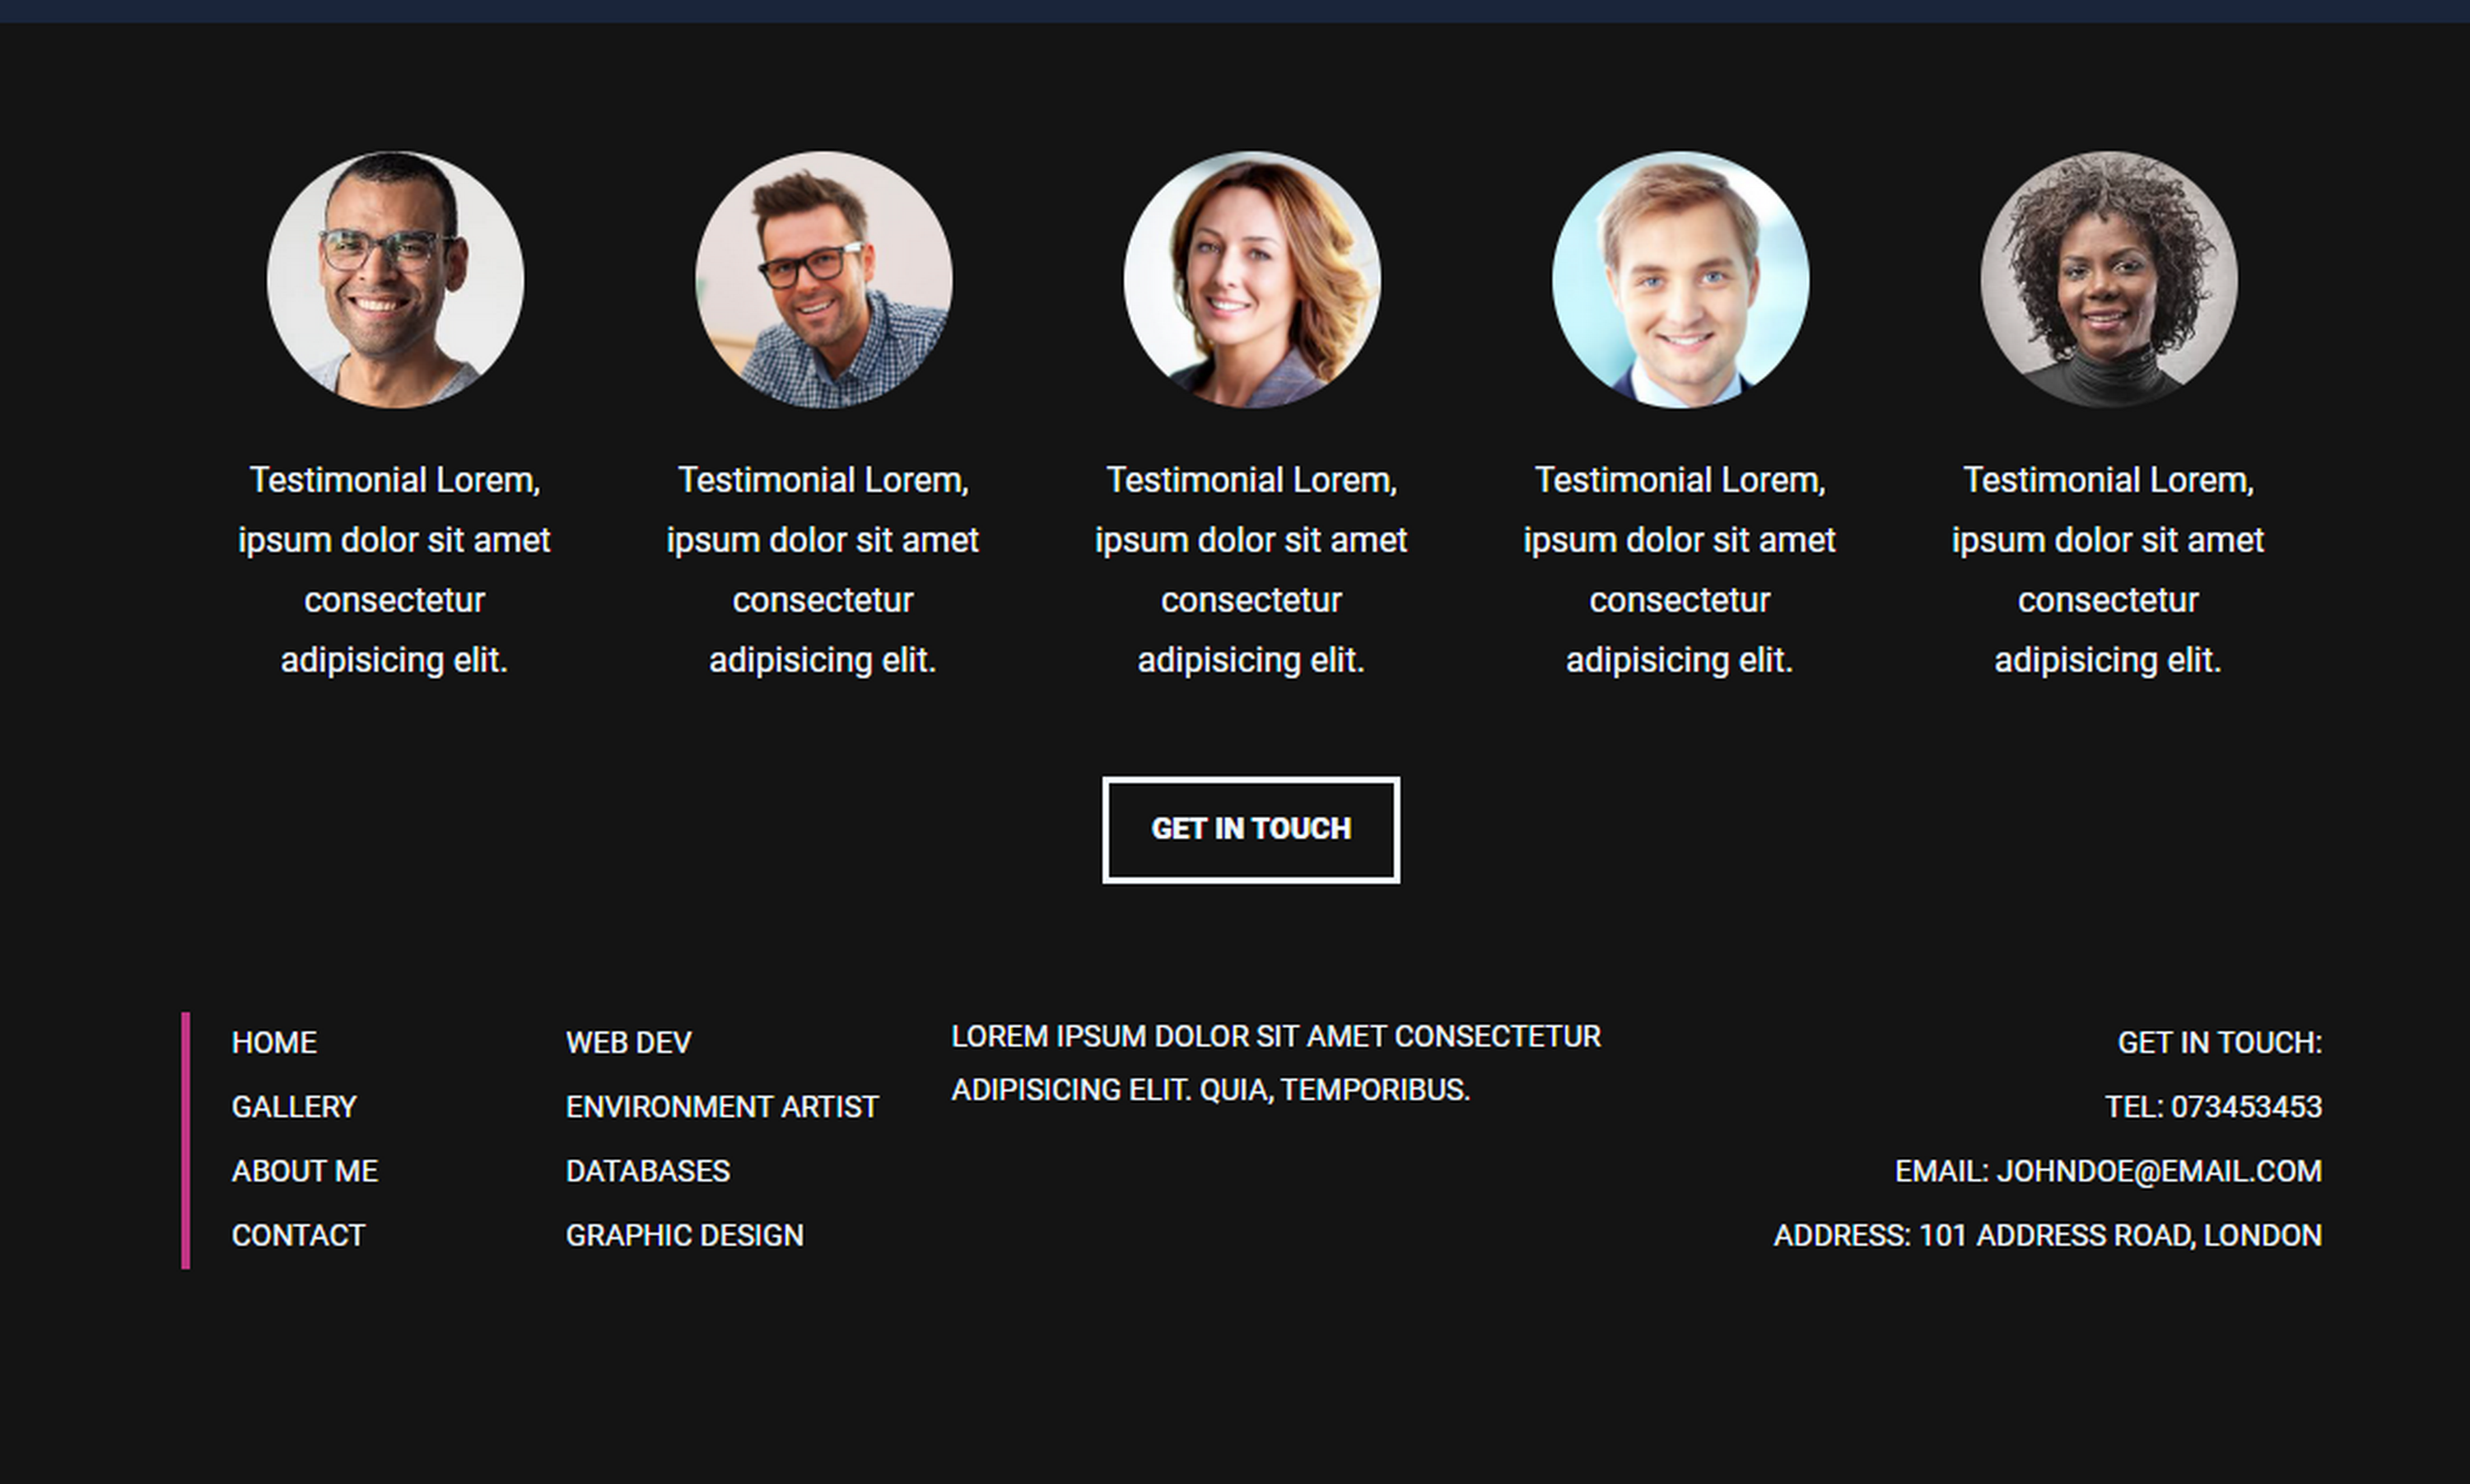 Testimonial Lorem,
ipsum dolor sit amet
consectetur
adipisicing elit.
Testimonial Lorem,
ipsum dolor sit amet
consectetur
adipisicing elit.
Testimonial Lorem,
ipsum dolor sit amet
consectetur
adipisicing elit.
Testimonial Lorem,
ipsum dolor sit amet
consectetur
adipisicing elit.
Testimonial Lorem,
ipsum dolor sit amet
consectetur
adipisicing elit.
GET IN TOUCH
HOME
GALLERY
ABOUT ME
CONTACT
WEB DEV
ENVIRONMENT ARTIST
DATABASES
GRAPHIC DESIGN
LOREM IPSUM DOLOR SIT AMET CONSECTETUR
ADIPISICING ELIT. QUIA, TEMPORIBUS.
GET IN TOUCH:
TEL: 073453453
EMAIL: JOHNDOE@EMAIL.COM
ADDRESS: 101 ADDRESS ROAD, LONDON